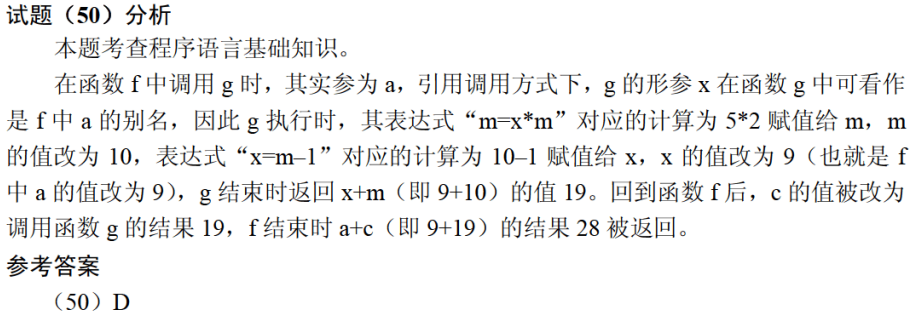 试题（50）分析
本题考查程序语言基础知识。
在函数 f 中调用 g 时，其实参为 a，引用调用方式下，g 的形参 x 在函数 g 中可看作
是 f 中 a 的别名，因此 g 执行时，其表达式“m=x*m”对应的计算为 5*2 赋值给 m，m
的值改为 10，表达式“x=m–1”对应的计算为 10–1 赋值给 x，x 的值改为 9（也就是 f
中 a 的值改为 9），g 结束时返回 x+m（即 9+10）的值 19。回到函数 f 后，c 的值被改为
调用函数 g 的结果 19，f 结束时 a+c（即 9+19）的结果 28 被返回。
参考答案
（50）D